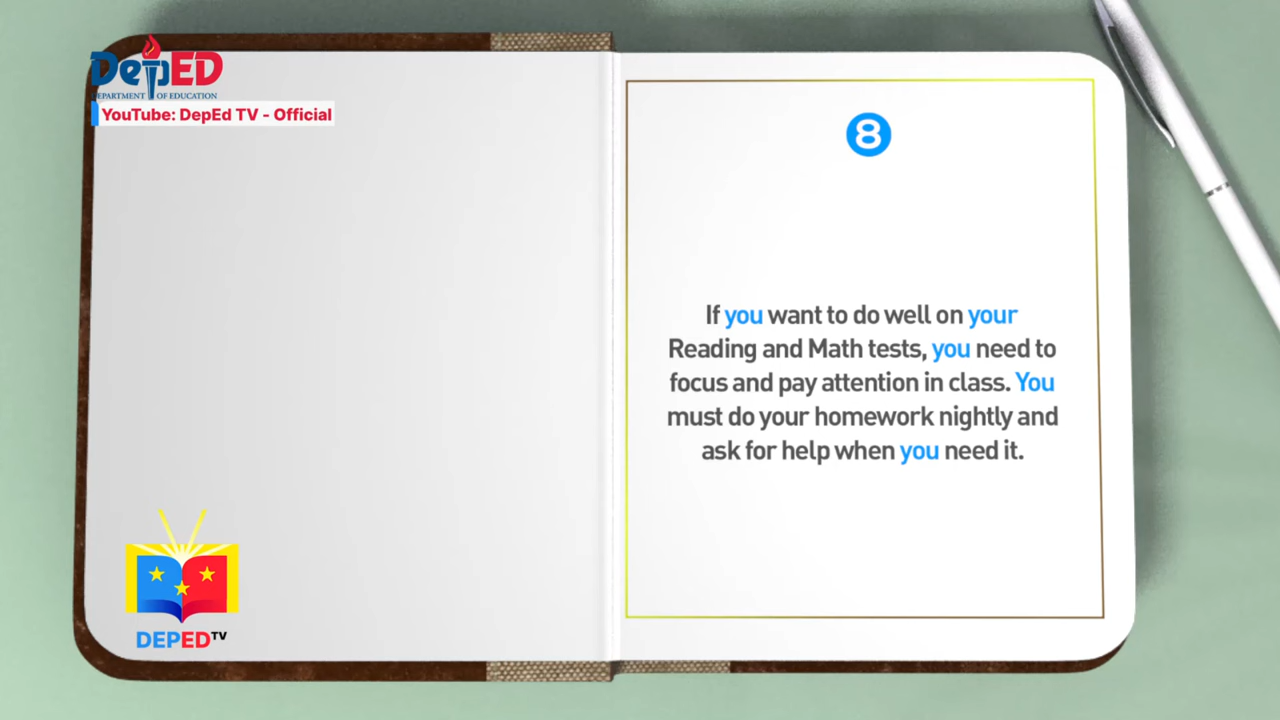 DepED
DEPARTMENT OF EDUCATION
YouTube: DepEd TV - Official
8
If you want to do well on your
Reading and Math tests, you need to
focus and pay attention in class. You
must do your homework nightly and
ask for help when you need it.
DEPED TV